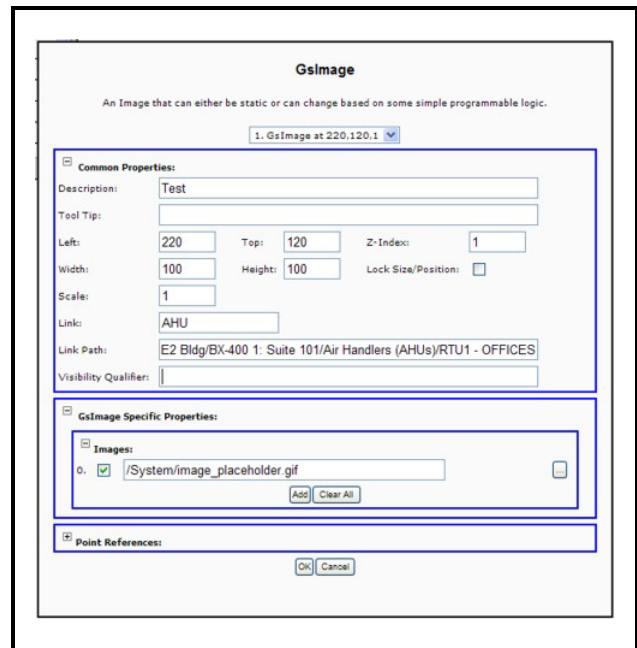 GsImage
An Image that can either be static or can change based on some simple programmable logic.
1. GsImage at 220,120,1
Common Properties:
Description: Test
Tool Tip:
Left: 220 Top: 120 Z-Index: 1
Width: 100 Height: 100 Lock Size/Position:
Scale: 1
Link: AHU
Link Path: E2 Bldg/BX-400 1: Suite 101/Air Handlers (AHUs)/RTU1 - OFFICES
Visibility Qualifier:
GsImage Specific Properties:
Images:
0. /System/image_placeholder.gif ...
Add Clear All
Point References:
OK Cancel